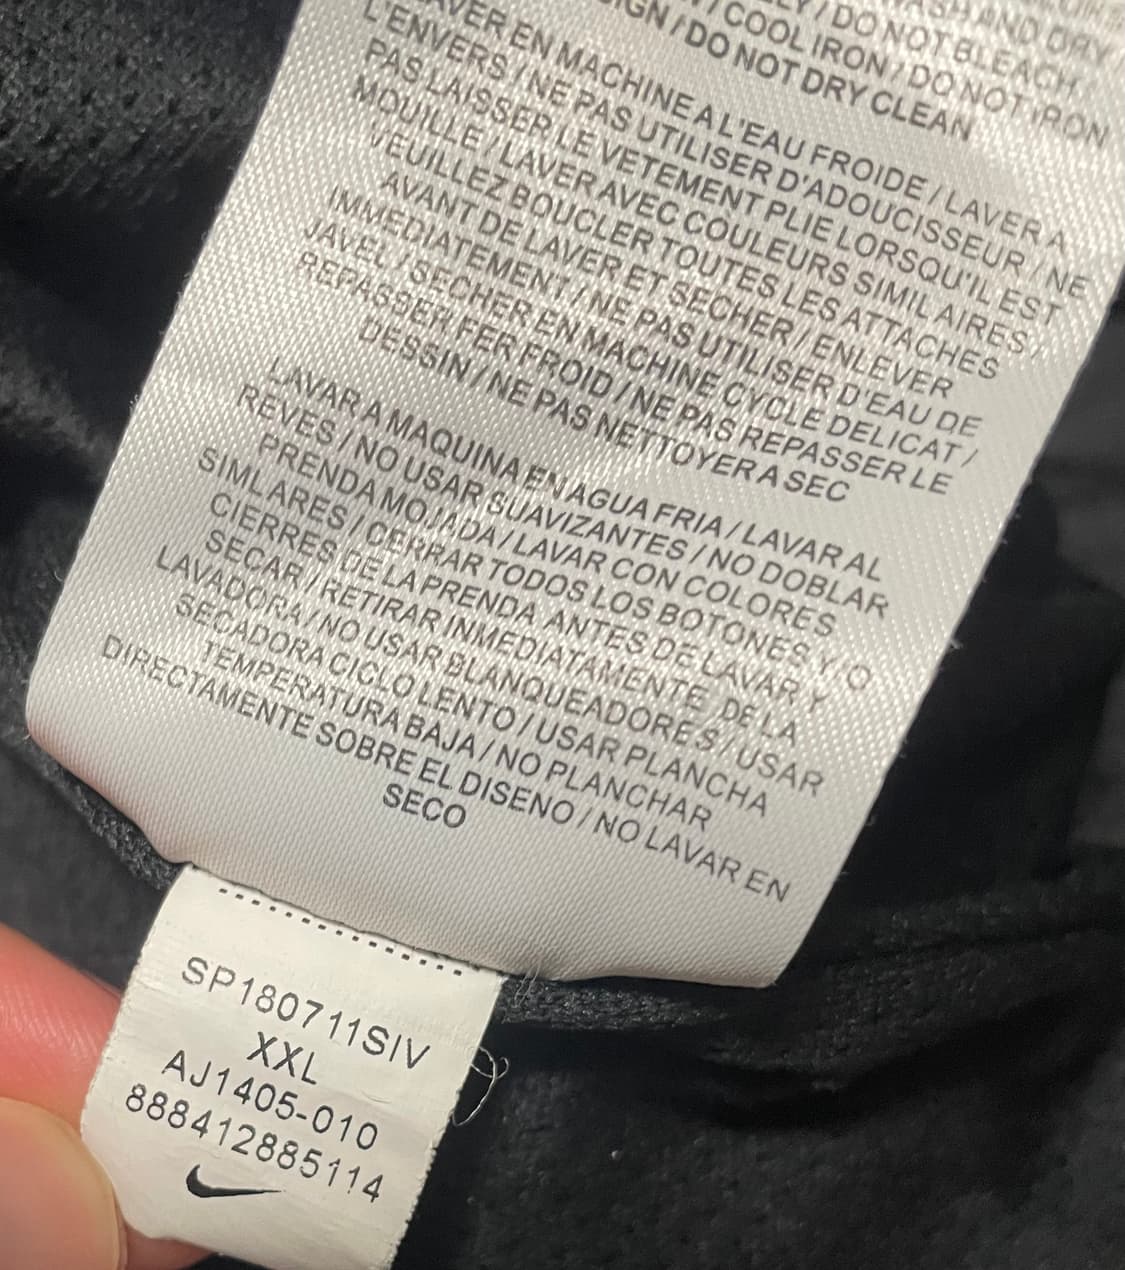 LY / DO NOT BLEACH
/ COOL IRON / DO NOT IRON
IGN / DO NOT DRY CLEAN
LAVER EN MACHINE A L'EAU FROIDE / LAVER A
L'ENVERS / NE PAS UTILISER D'ADOUCISSEUR / NE
PAS LAISSER LE VETEMENT PLIE LORSQU'IL EST
MOUILLE / LAVER AVEC COULEURS SIMILAIRES /
VEUILLEZ BOUCLER TOUTES LES ATTACHES
AVANT DE LAVER ET SECHER / ENLEVER
IMMEDIATEMENT / NE PAS UTILISER D'EAU DE
JAVEL / SECHER EN MACHINE CYCLE DELICAT /
REPASSER FER FROID / NE PAS REPASSER LE
DESSIN / NE PAS NETTOYER A SEC
LAVAR A MAQUINA EN AGUA FRIA / LAVAR AL
REVES / NO USAR SUAVIZANTES / NO DOBLAR
PRENDA MOJADA / LAVAR CON COLORES
SIMLARES / CERRAR TODOS LOS BOTONES Y/O
CIERRES DE LA PRENDA ANTES DE LAVAR Y
SECAR / RETIRAR INMEDIATAMENTE DE LA
LAVADORA / NO USAR BLANQUEADORES / USAR
SECADORA CICLO LENTO / USAR PLANCHA
TEMPERATURA BAJA / NO PLANCHAR
DIRECTAMENTE SOBRE EL DISENO / NO LAVAR EN
SECO
SP180711SIV
XXL
AJ1405-010
888412885114